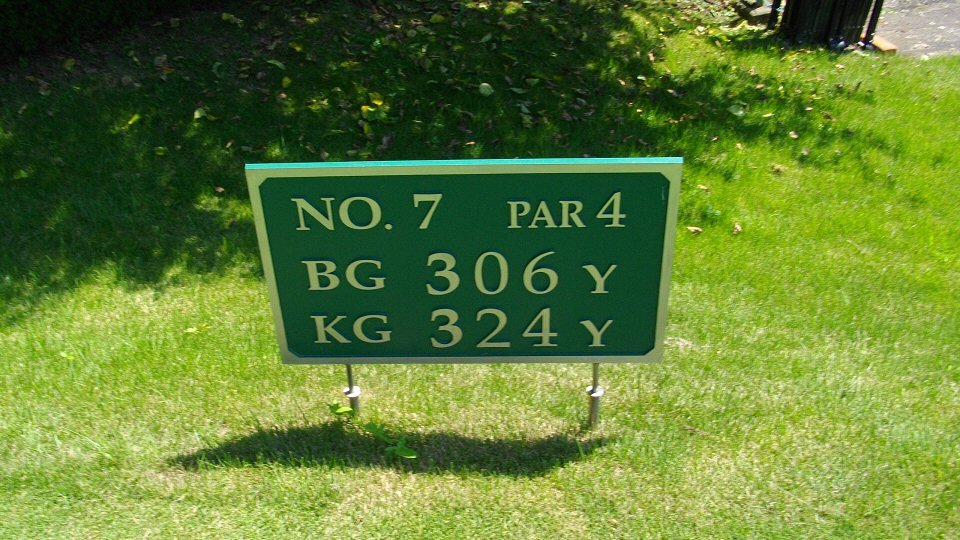 NO. 7 PAR 4
BG 306 Y
KG 324 Y